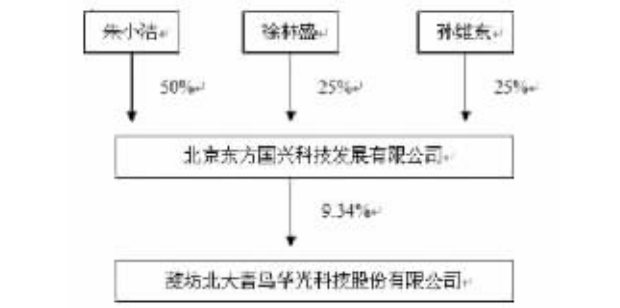 朱小洁 徐林盛 孙维东
50% 25% 25%
北京东方国兴科技发展有限公司
9.34%
潍坊北大青鸟华光科技股份有限公司